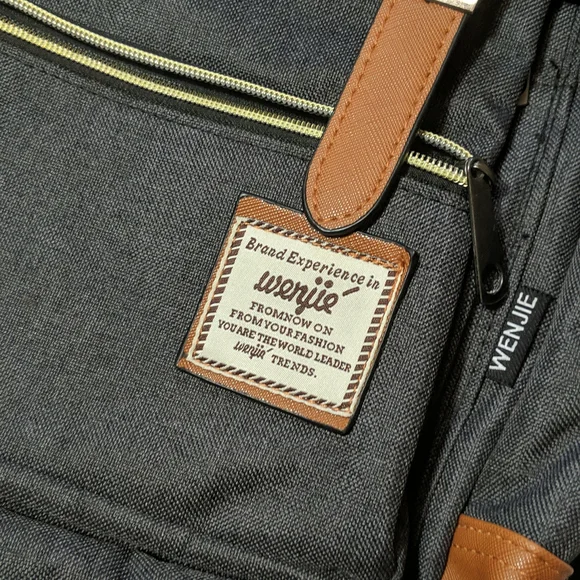 Brand Experience in
wenjie
FROMNOW ON
FROM YOUR FASHION
YOU ARE THE WORLD LEADER
wenjie TRENDS.
WENJIE